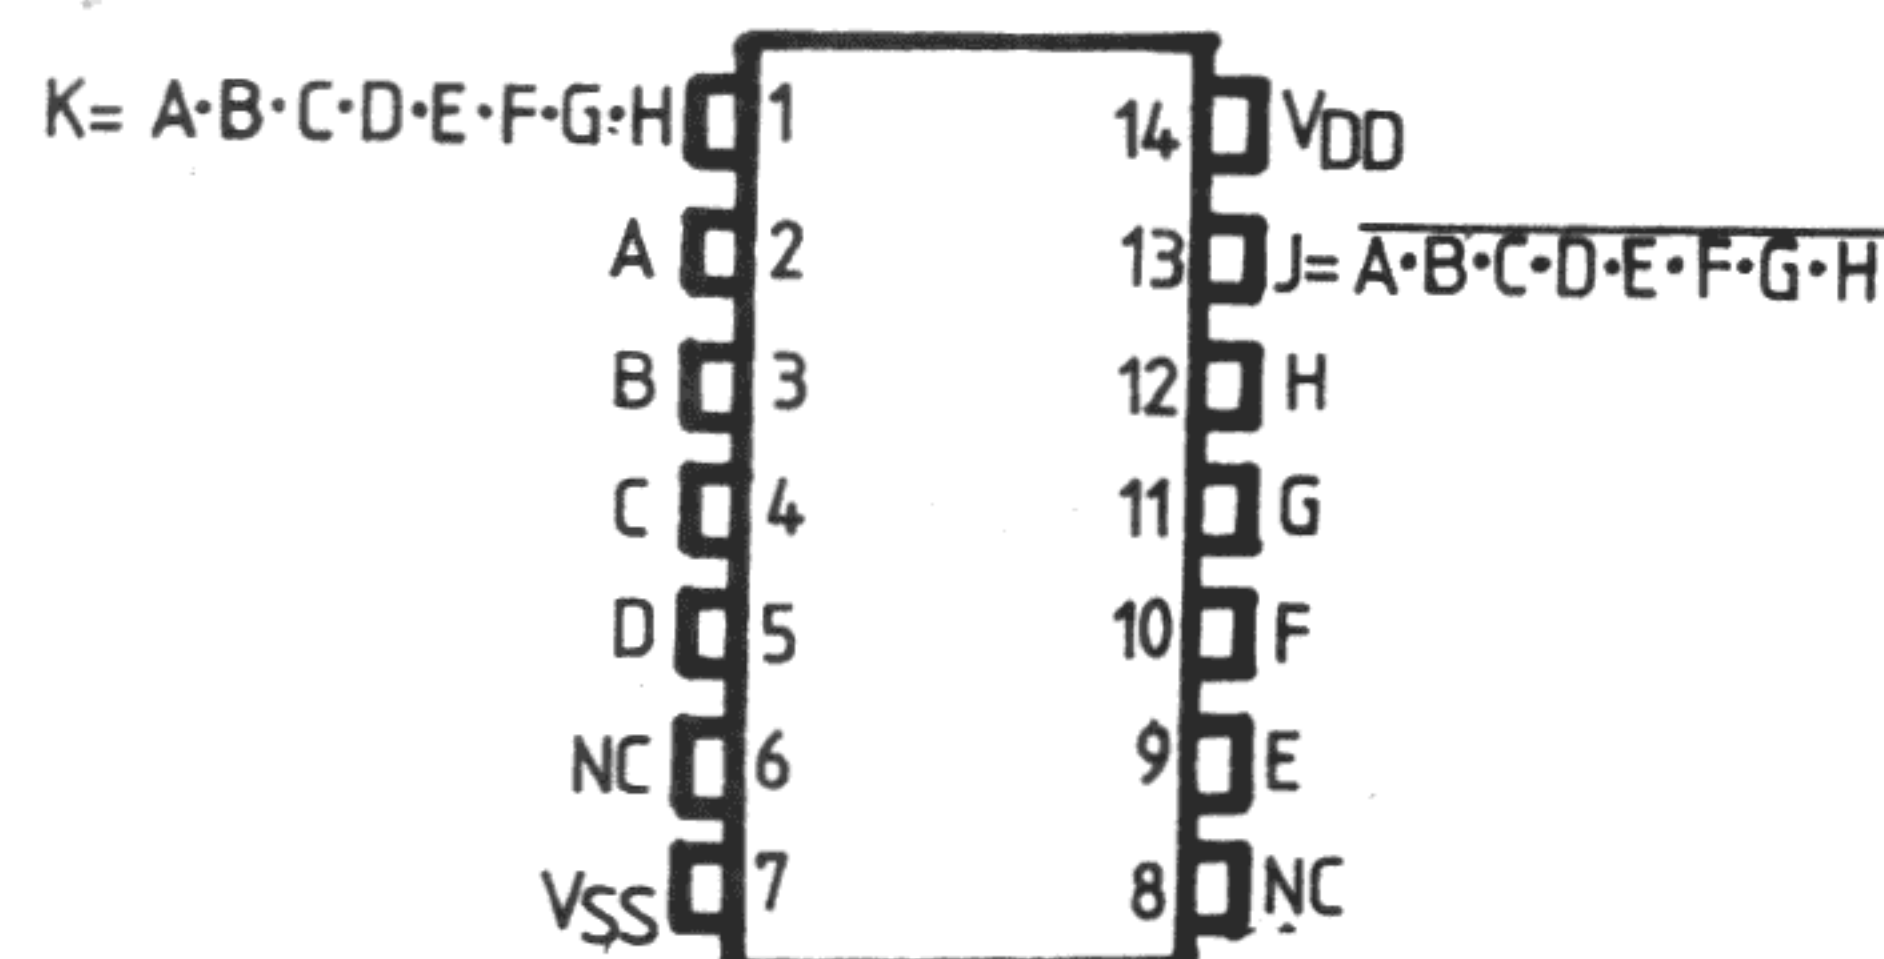 K= A·B·C·D·E·F·G·H 1 14 VDD
A 2 13 J= A·B·C·D·E·F·G·H
B 3 12 H
C 4 11 G
D 5 10 F
NC 6 9 E
VSS 7 8 NC